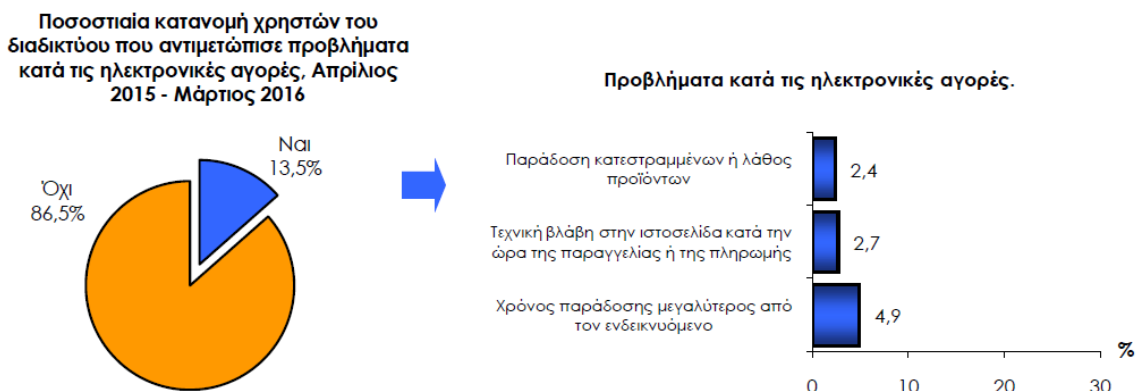 Ποσοστιαία κατανομή χρηστών του
διαδικτύου που αντιμετώπισε προβλήματα
κατά τις ηλεκτρονικές αγορές, Απρίλιος
2015 - Μάρτιος 2016
Ναι
13,5%
Όχι
86,5%
Προβλήματα κατά τις ηλεκτρονικές αγορές.
Παράδοση κατεστραμμένων ή λάθος
προϊόντων
2,4
Τεχνική βλάβη στην ιστοσελίδα κατά την
ώρα της παραγγελίας ή της πληρωμής
2,7
Χρόνος παράδοσης μεγαλύτερος από
τον ενδεικνυόμενο
4,9
%
0 10 20 30